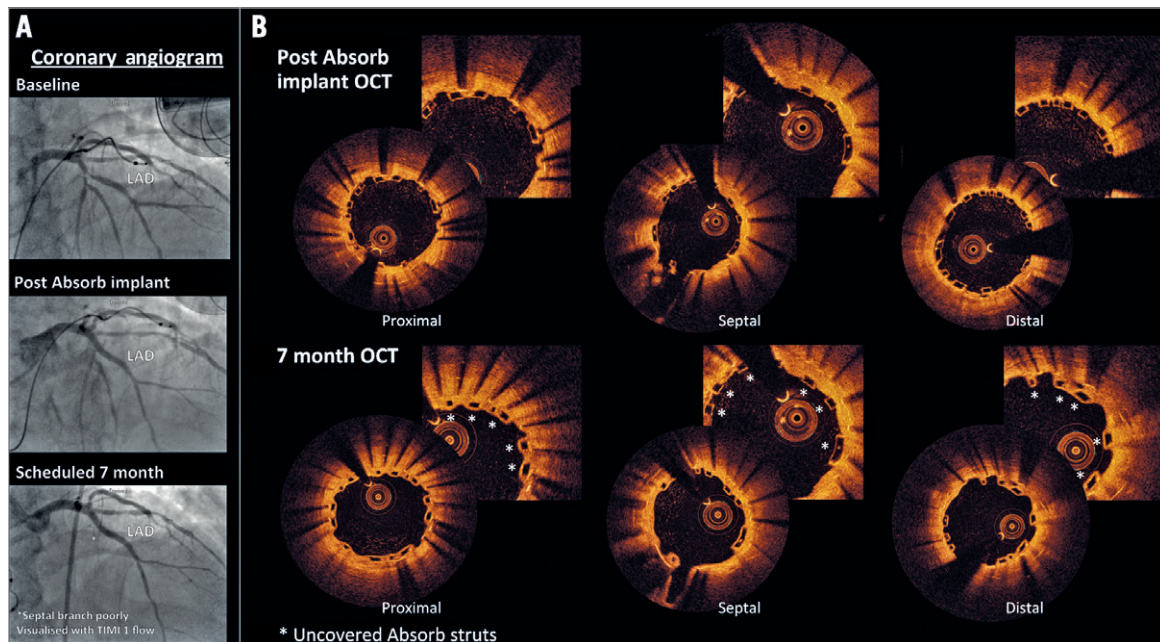 A
Coronary angiogram
Baseline
LAD
Post Absorb implant
LAD
Scheduled 7 month
LAD
*
*Septal branch poorly
Visualised with TIMI 1 flow
B
Post Absorb
implant OCT
Proximal
Septal
Distal
7 month OCT
* * * * * *
* * * * * *
* * * * *
Proximal
Septal
Distal
* Uncovered Absorb struts